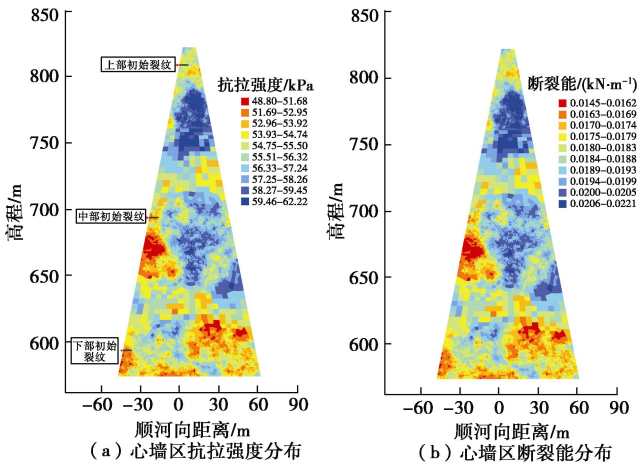 850
800
750
700
650
600
高程/m
上部初始裂纹
中部初始裂纹
下部初始
裂纹
抗拉强度/kPa
48.80–51.68
51.69–52.95
52.96–53.92
53.93–54.74
54.75–55.50
55.51–56.32
56.33–57.24
57.25–58.26
58.27–59.45
59.46–62.22
−60 −30 0 30 60 90
顺河向距离/m
（a）心墙区抗拉强度分布
850
800
750
700
650
600
高程/m
断裂能/(kN·m⁻¹)
0.0145–0.0162
0.0163–0.0169
0.0170–0.0174
0.0175–0.0179
0.0180–0.0183
0.0184–0.0188
0.0189–0.0193
0.0194–0.0199
0.0200–0.0205
0.0206–0.0221
−60 −30 0 30 60 90
顺河向距离/m
（b）心墙区断裂能分布